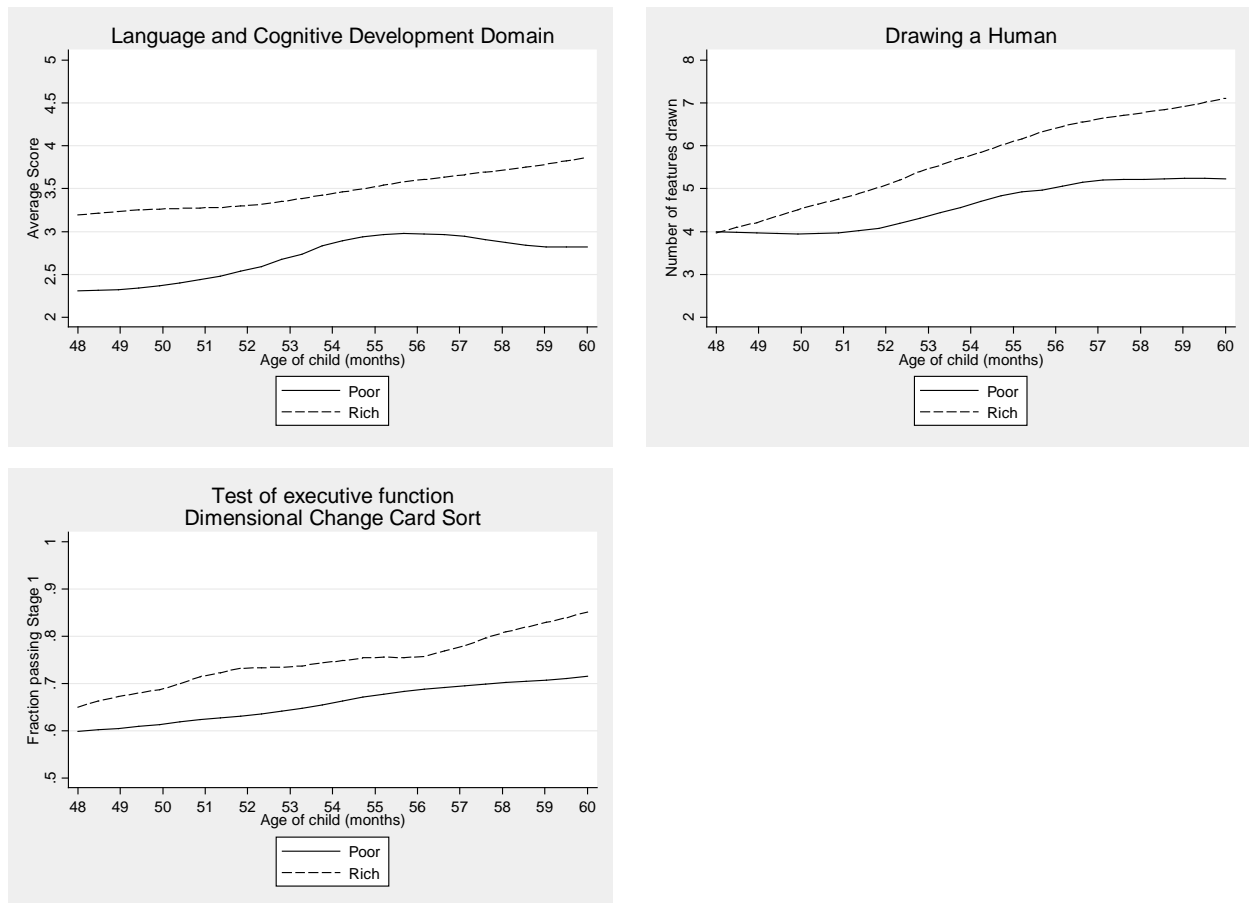 Language and Cognitive Development Domain
Average Score
5
4.5
4
3.5
3
2.5
2
48 49 50 51 52 53 54 55 56 57 58 59 60
Age of child (months)
Poor
Rich
Drawing a Human
Number of features drawn
8
7
6
5
4
3
2
48 49 50 51 52 53 54 55 56 57 58 59 60
Age of child (months)
Poor
Rich
Test of executive function
Dimensional Change Card Sort
Fraction passing Stage 1
1
.9
.8
.7
.6
.5
48 49 50 51 52 53 54 55 56 57 58 59 60
Age of child (months)
Poor
Rich